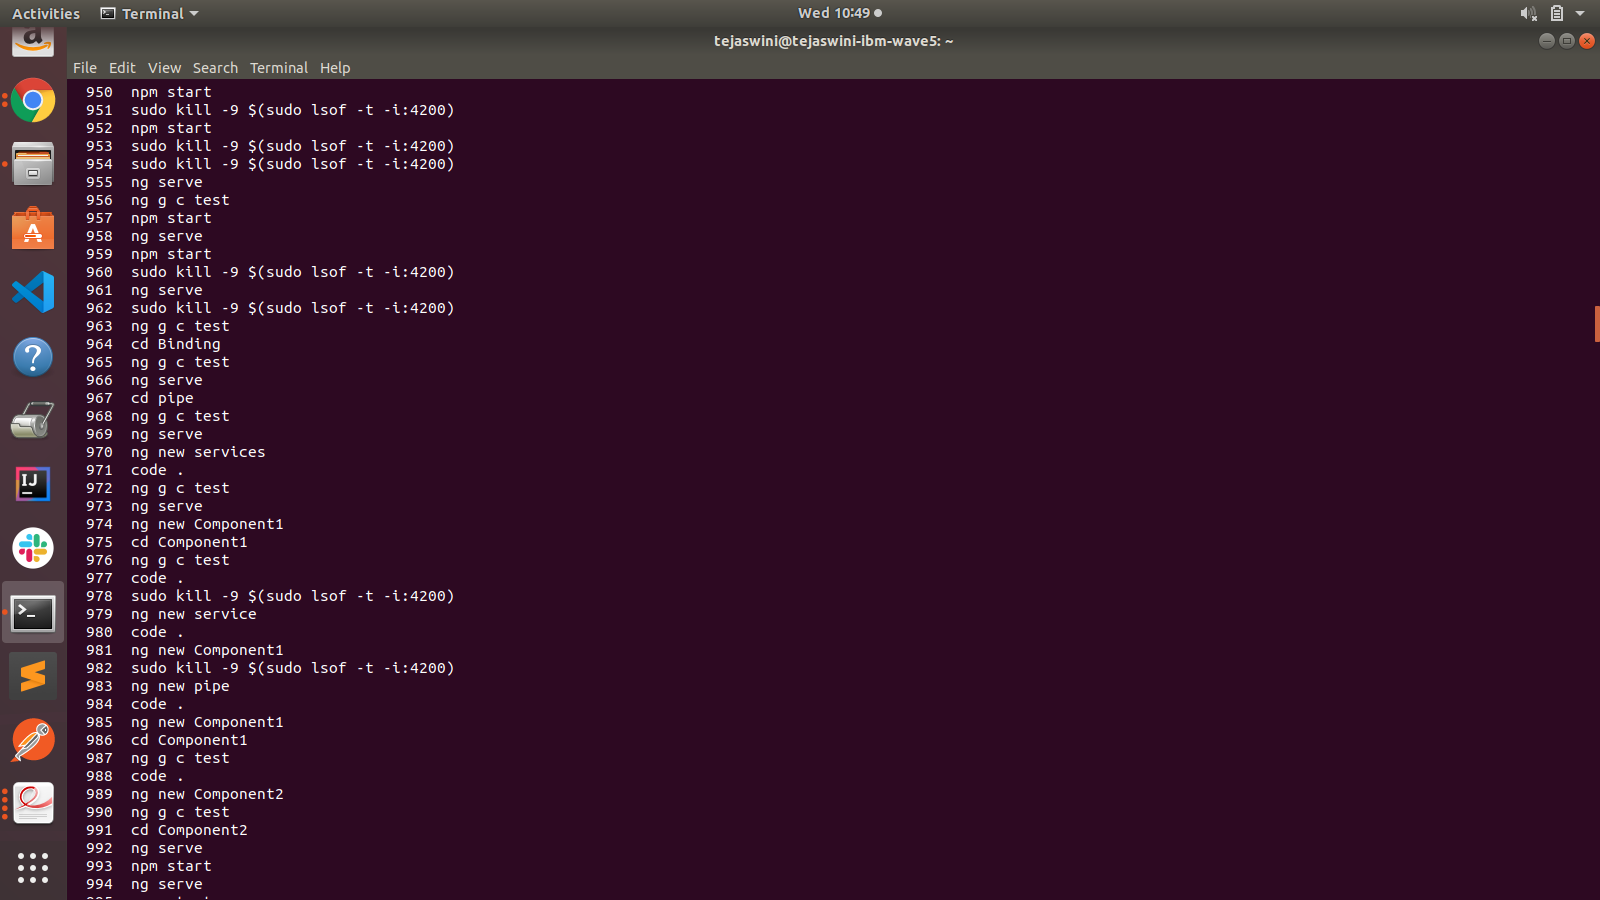 Activities Terminal Wed 10:49
tejaswini@tejaswini-ibm-wave5: ~
File Edit View Search Terminal Help
950 npm start
951 sudo kill -9 $(sudo lsof -t -i:4200)
952 npm start
953 sudo kill -9 $(sudo lsof -t -i:4200)
954 sudo kill -9 $(sudo lsof -t -i:4200)
955 ng serve
956 ng g c test
957 npm start
958 ng serve
959 npm start
960 sudo kill -9 $(sudo lsof -t -i:4200)
961 ng serve
962 sudo kill -9 $(sudo lsof -t -i:4200)
963 ng g c test
964 cd Binding
965 ng g c test
966 ng serve
967 cd pipe
968 ng g c test
969 ng serve
970 ng new services
971 code .
972 ng g c test
973 ng serve
974 ng new Component1
975 cd Component1
976 ng g c test
977 code .
978 sudo kill -9 $(sudo lsof -t -i:4200)
979 ng new service
980 code .
981 ng new Component1
982 sudo kill -9 $(sudo lsof -t -i:4200)
983 ng new pipe
984 code .
985 ng new Component1
986 cd Component1
987 ng g c test
988 code .
989 ng new Component2
990 ng g c test
991 cd Component2
992 ng serve
993 npm start
994 ng serve